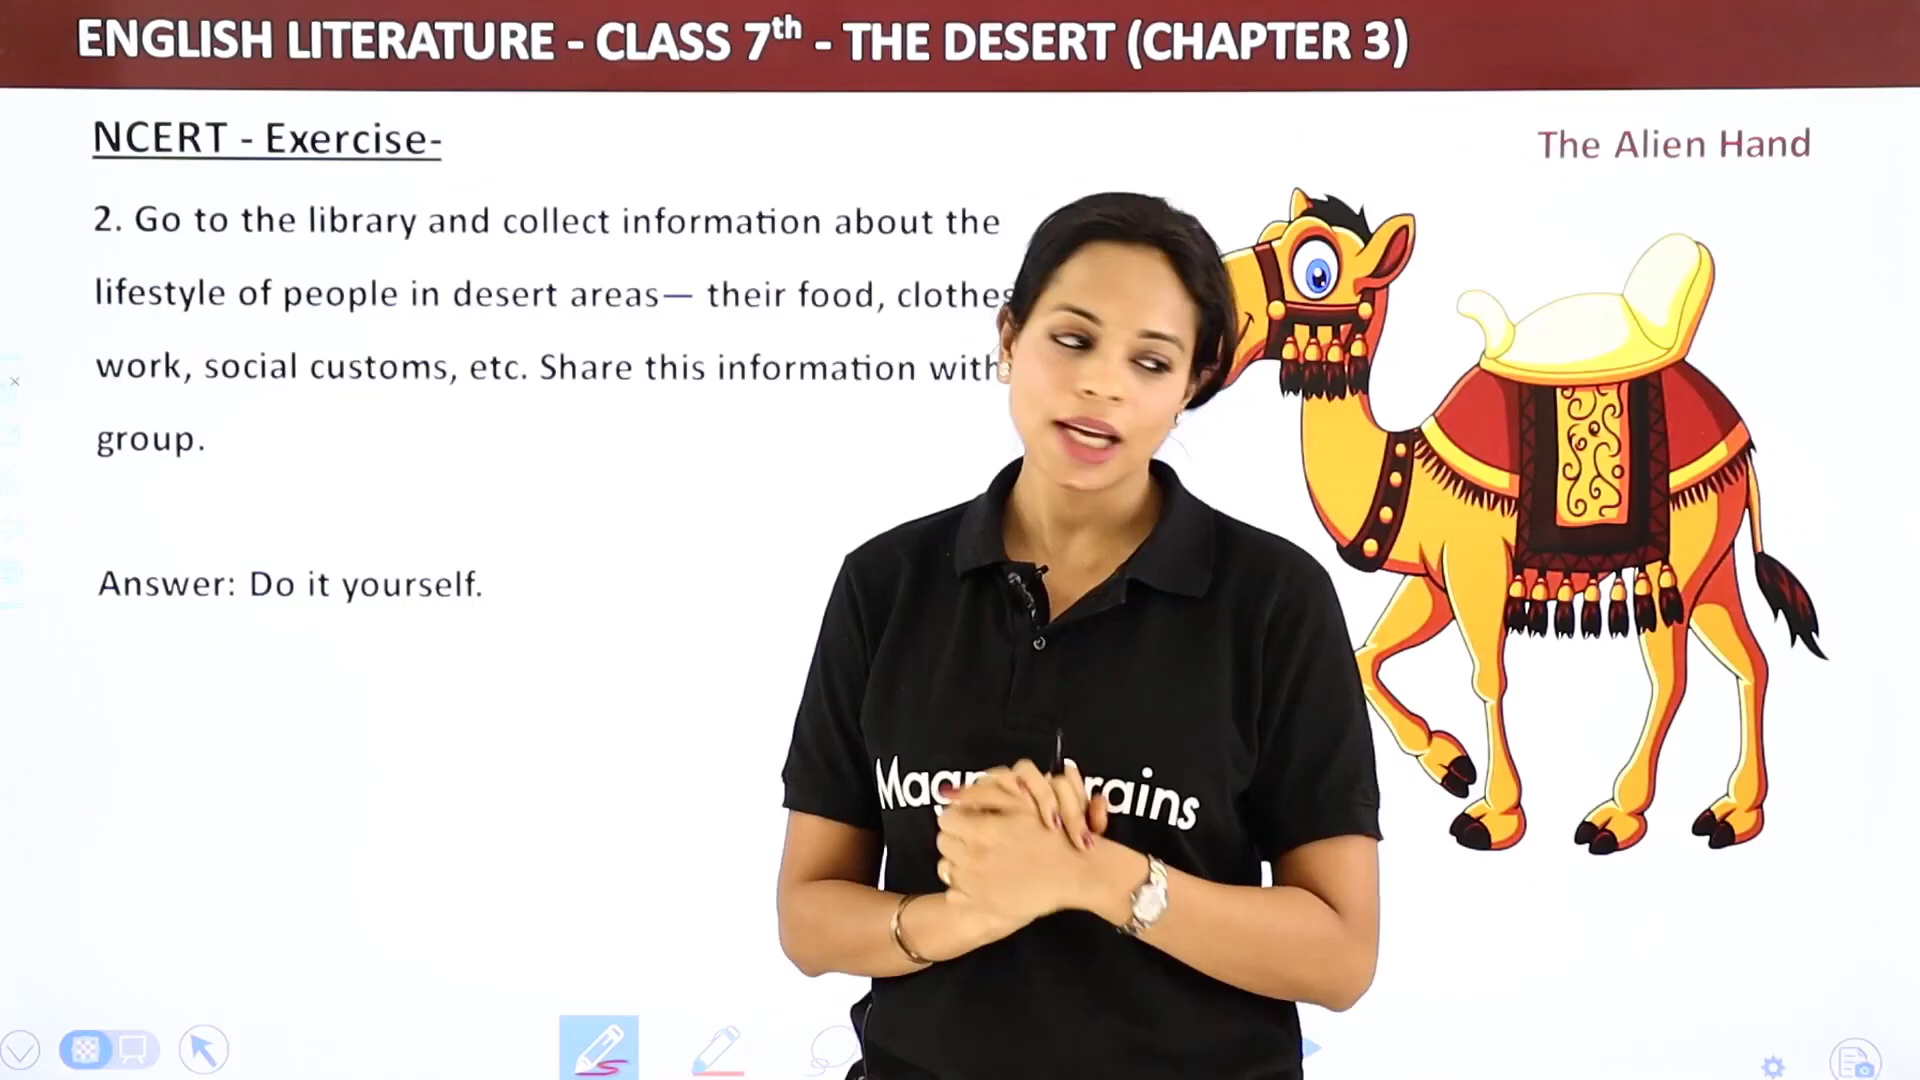 ENGLISH LITERATURE - CLASS 7th - THE DESERT (CHAPTER 3)
NCERT - Exercise-
The Alien Hand
2. Go to the library and collect information about the
lifestyle of people in desert areas— their food, clothes
work, social customs, etc. Share this information with
group.
Answer: Do it yourself.